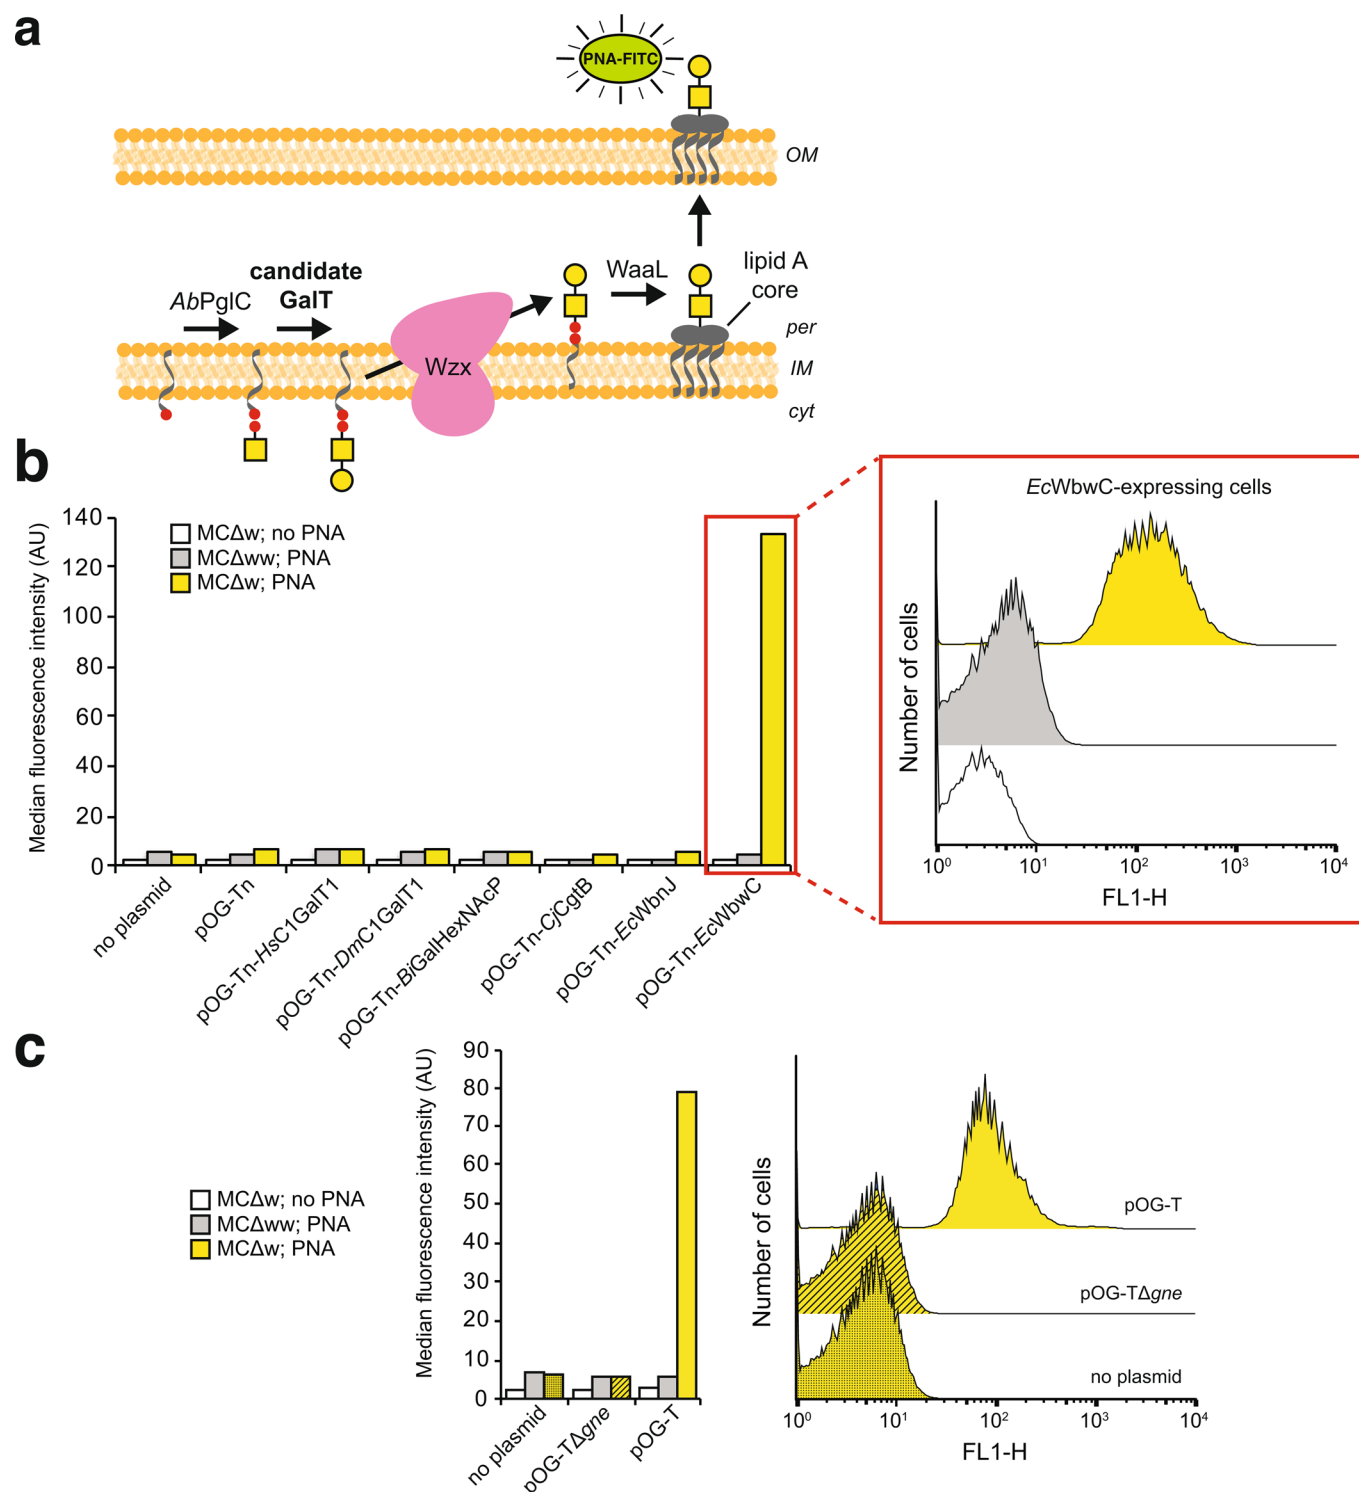 a
PNA-FITC
OM
candidate
GalT
AbPglC
WaaL
lipid A
core
per
Wzx
IM
cyt
b
Median fluorescence intensity (AU)
140
120
100
80
60
40
20
0
MCΔw; no PNA
MCΔww; PNA
MCΔw; PNA
no plasmid
pOG-Tn
pOG-Tn-HsC1GalT1
pOG-Tn-DmC1GalT1
pOG-Tn-BiGalHexNAcP
pOG-Tn-CjCgtB
pOG-Tn-EcWbnJ
pOG-Tn-EcWbwC
EcWbwC-expressing cells
Number of cells
10⁰ 10¹ 10² 10³ 10⁴
FL1-H
c
MCΔw; no PNA
MCΔww; PNA
MCΔw; PNA
Median fluorescence intensity (AU)
90
80
70
60
50
40
30
20
10
0
no plasmid
pOG-TΔgne
pOG-T
Number of cells
pOG-T
pOG-TΔgne
no plasmid
10⁰ 10¹ 10² 10³ 10⁴
FL1-H